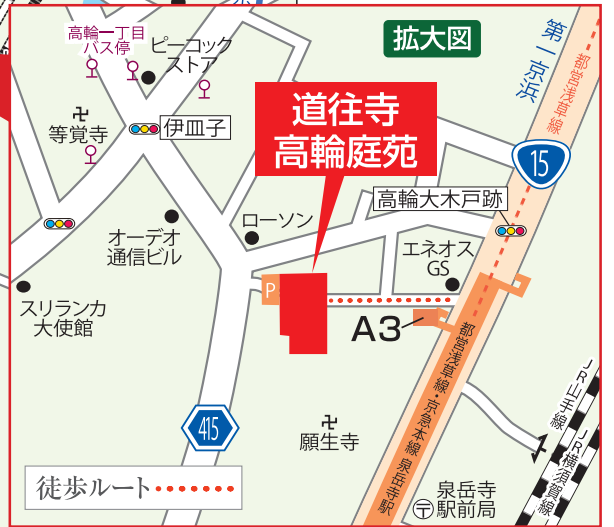 拡大図
高輪一丁目
バス停
ピーコック
ストア
第一京浜
都営浅草線
等覚寺
伊皿子
道往寺
高輪庭苑
15
高輪大木戸跡
ローソン
オーデオ
通信ビル
エネオス
GS
スリランカ
大使館
P
A3
都営浅草線・京急本線 泉岳寺駅
415
願生寺
JR山手線
JR横須賀線
泉岳寺
駅前局
徒歩ルート